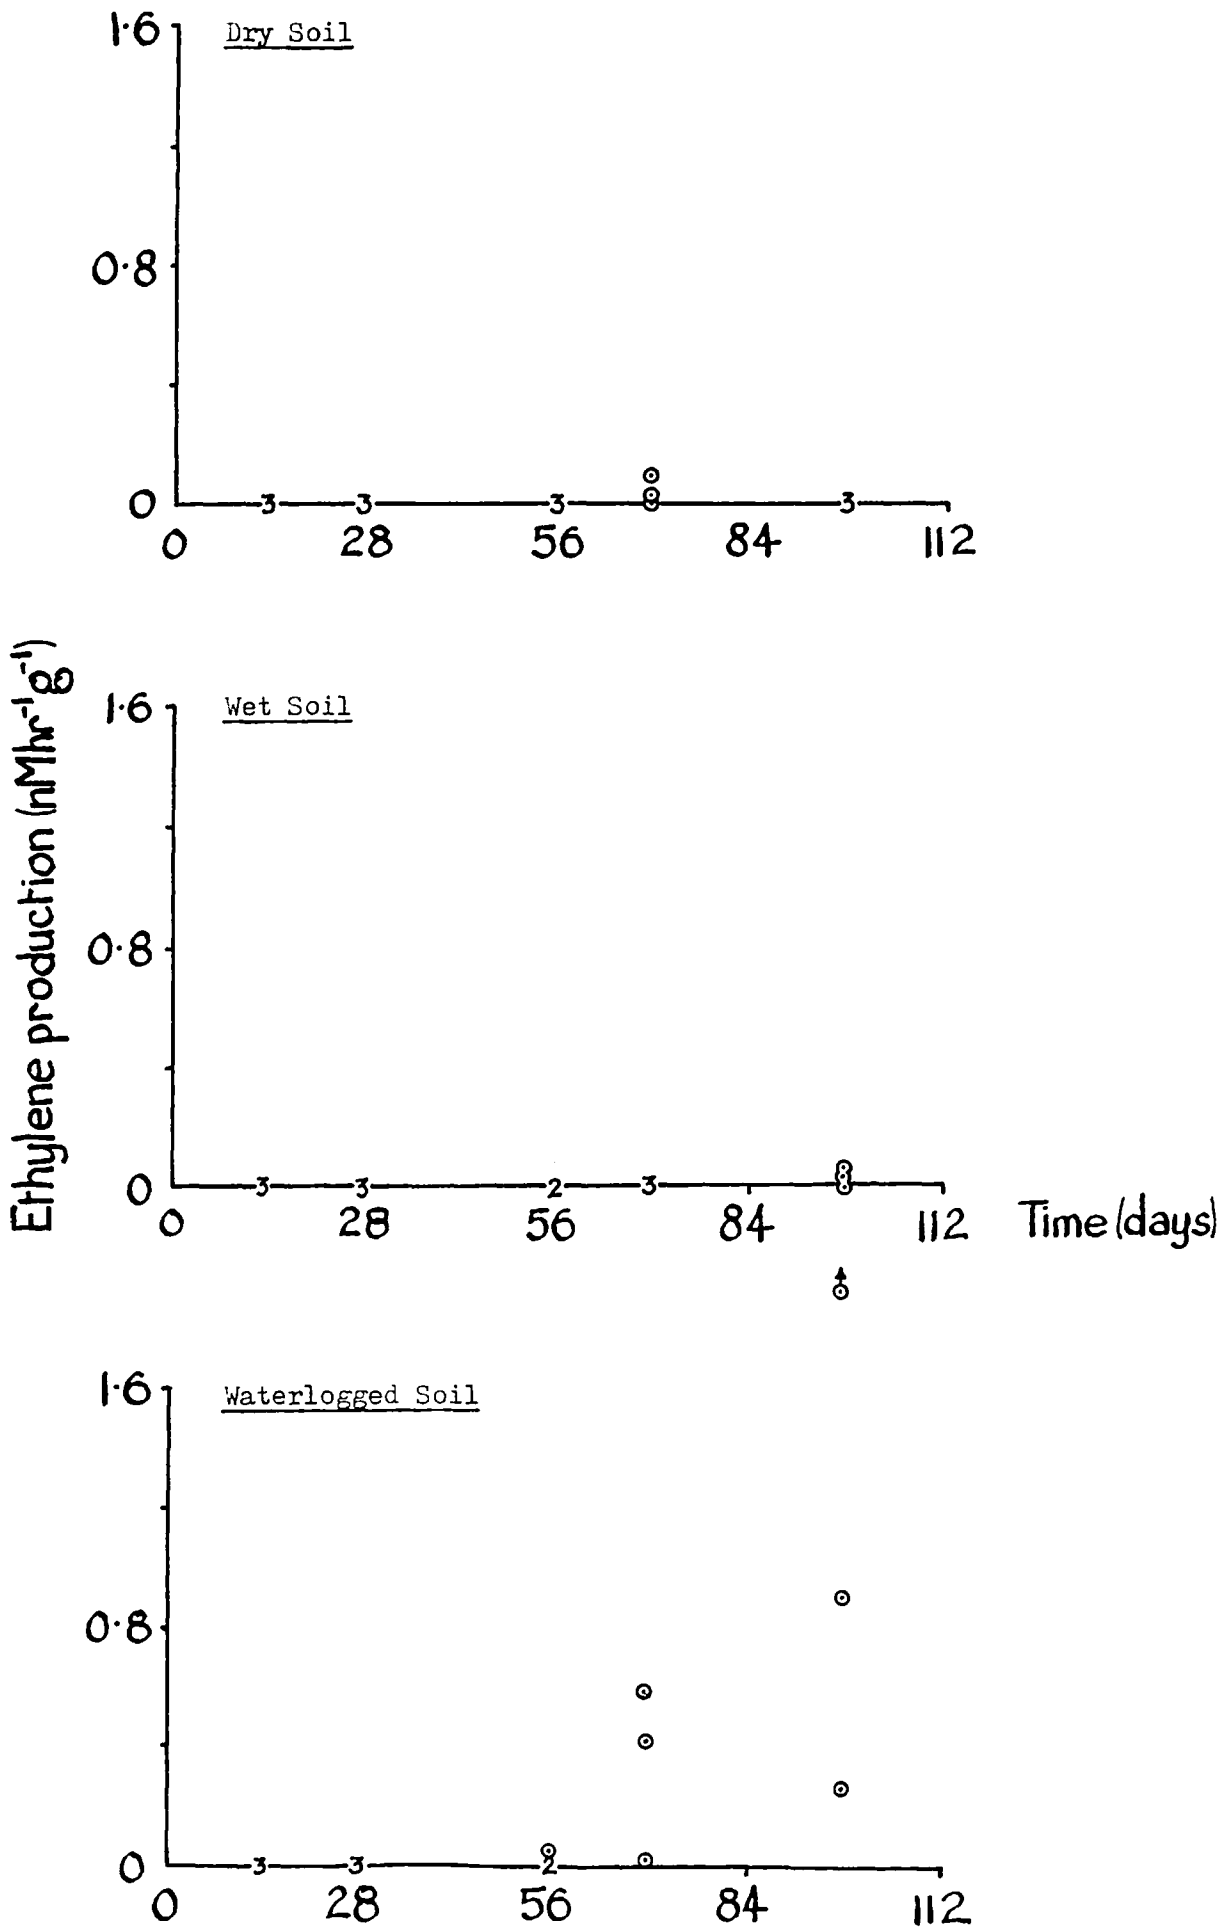 1·6
Dry Soil
0·8
0
3 3 3 3
0 28 56 84 112
Ethylene production (nMhr⁻¹g⁻¹)
1·6
Wet Soil
0·8
0
3 3 2 3
0 28 56 84 112
Time (days)
1·6
Waterlogged Soil
0·8
0
3 3 2
0 28 56 84 112